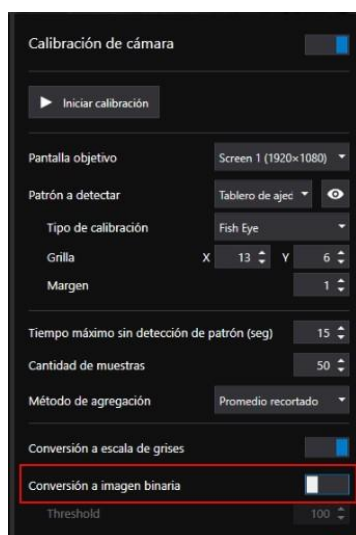 Calibración de cámara
Iniciar calibración
Pantalla objetivo Screen 1 (1920×1080)
Patrón a detectar Tablero de ajed
Tipo de calibración Fish Eye
Grilla X 13 Y 6
Margen 1
Tiempo máximo sin detección de patrón (seg) 15
Cantidad de muestras 50
Método de agregación Promedio recortado
Conversión a escala de grises
Conversión a imagen binaria
Threshold 100